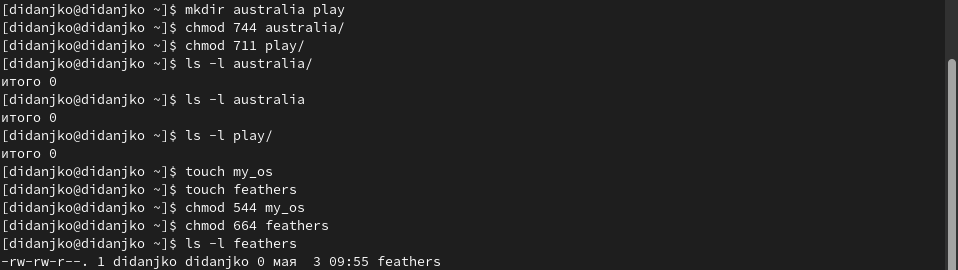 [didanjko@didanjko ~]$ mkdir australia play
[didanjko@didanjko ~]$ chmod 744 australia/
[didanjko@didanjko ~]$ chmod 711 play/
[didanjko@didanjko ~]$ ls -l australia/
итого 0
[didanjko@didanjko ~]$ ls -l australia
итого 0
[didanjko@didanjko ~]$ ls -l play/
итого 0
[didanjko@didanjko ~]$ touch my_os
[didanjko@didanjko ~]$ touch feathers
[didanjko@didanjko ~]$ chmod 544 my_os
[didanjko@didanjko ~]$ chmod 664 feathers
[didanjko@didanjko ~]$ ls -l feathers
-rw-rw-r--. 1 didanjko didanjko 0 мая  3 09:55 feathers